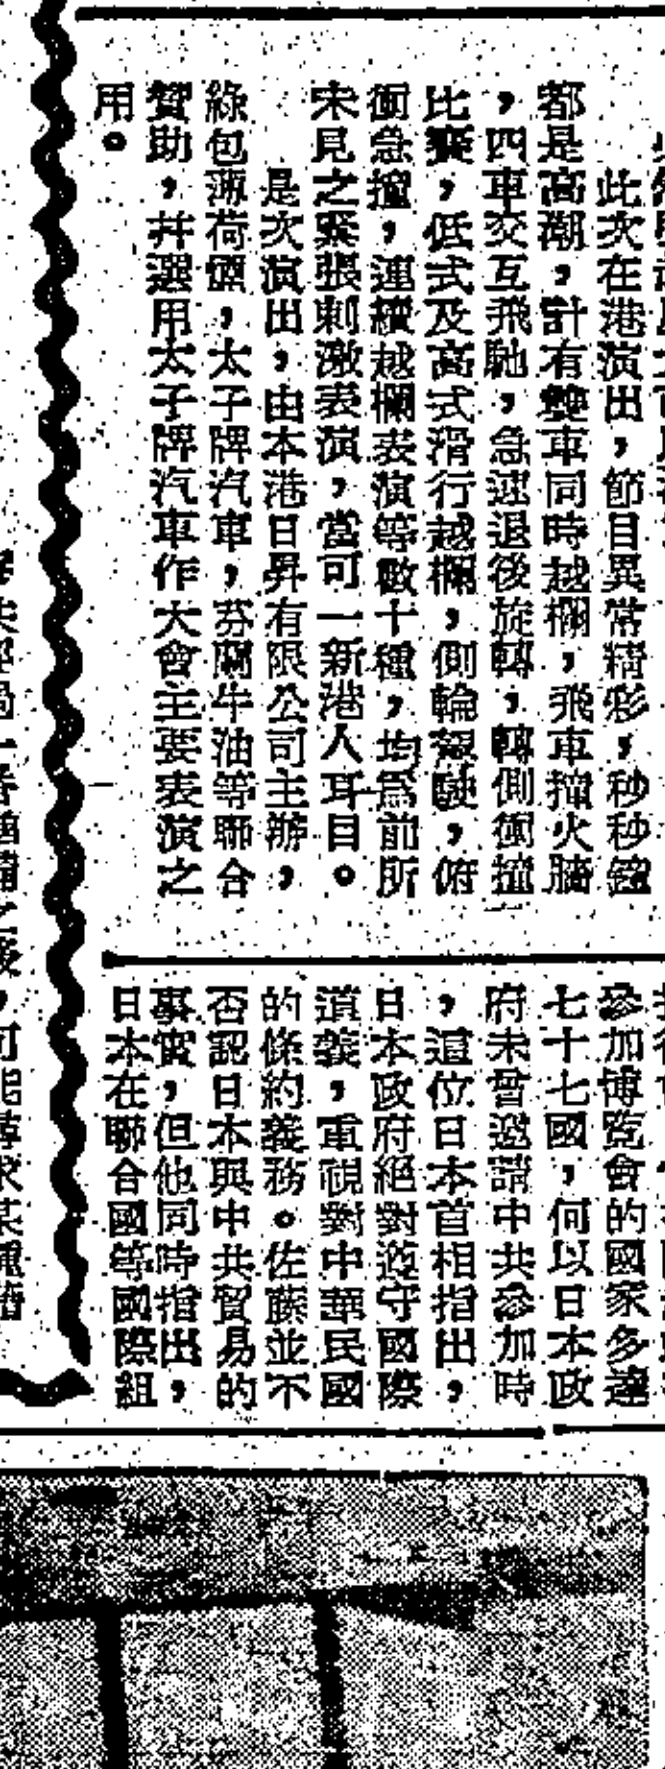 此次在港演出，節目異常精彩，秒秒鐘
都是高潮，計有雙車同時越欄，飛車撞火牆
，四車交互飛馳，急速退後旋轉，轉側衝撞
比賽，低式及高式滑行越欄，側輪駕駛，俯
衝急撞，連續越欄表演等數十種，均爲前所
未見之緊張刺激表演，當可一新港人耳目。
是次演出，由本港日昇有限公司主辦，
綠包薄荷煙，太子牌汽車，芬蘭牛油等聯合
贊助，幷選用太子牌汽車作大會主要表演之
用。
參加博覧會的國家多達
七十七國，何以日本政
府未曾邀請中共參加時
，這位日本首相指出，
日本政府絕對遵守國際
道義，重視對中華民國
的條約義務。佐藤並不
否認日本與中共貿易的
事實，但他同時指出，
日本在聯合國等國際組